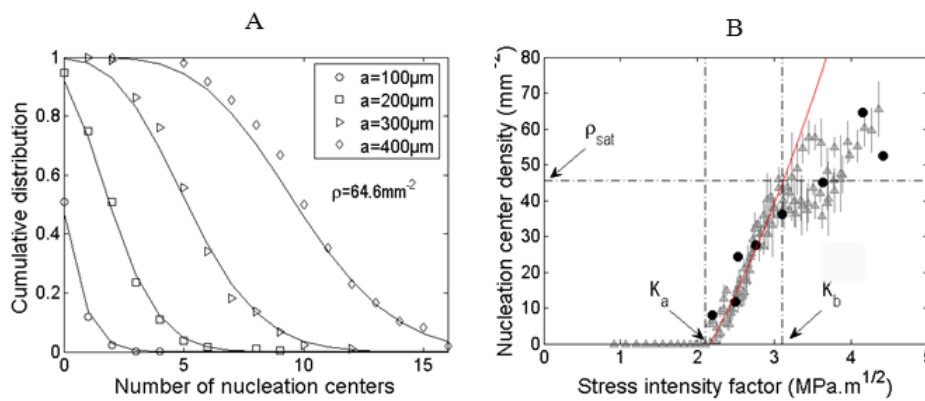 A
B
Cumulative distribution
1
0.8
0.6
0.4
0.2
0
0 5 10 15
Number of nucleation centers
a=100μm
a=200μm
a=300μm
a=400μm
ρ=64.6mm⁻²
Nucleation center density (mm⁻²)
80
70
60
50
40
30
20
10
0
0 1 2 3 4 5
Stress intensity factor (MPa.m^1/2)
ρsat
Ka
Kb